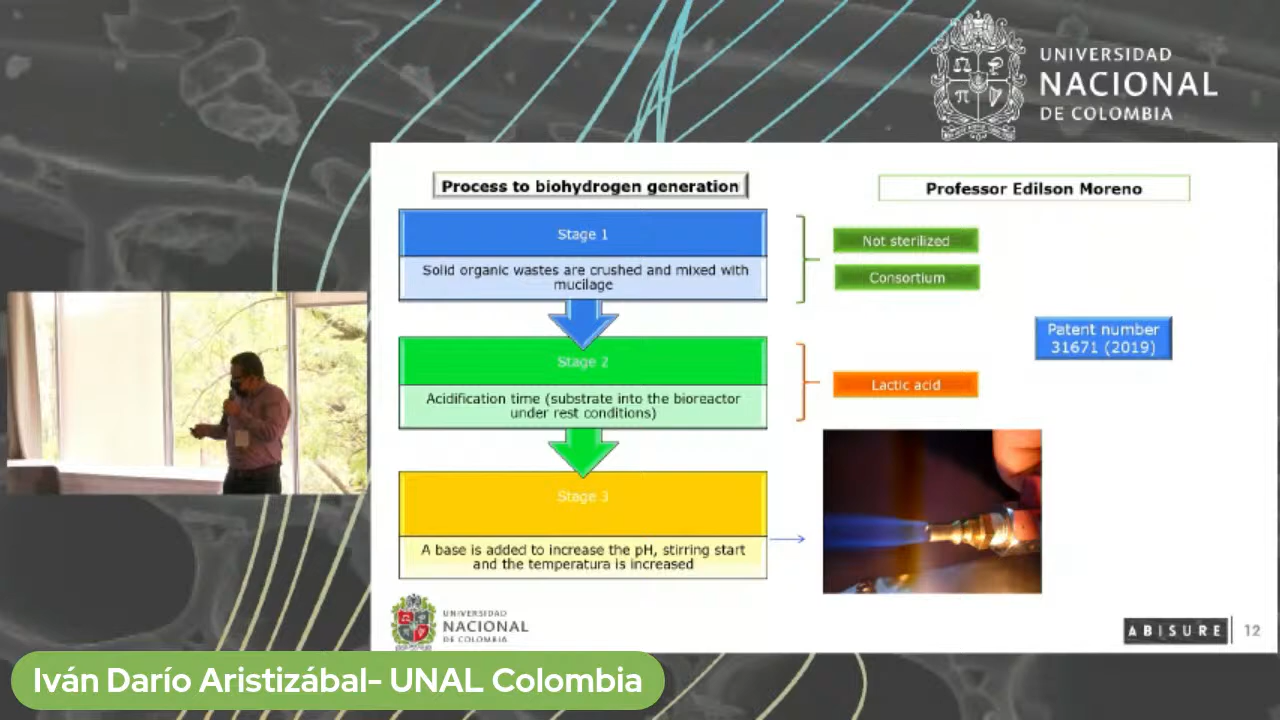 UNIVERSIDAD
NACIONAL
DE COLOMBIA
Process to biohydrogen generation
Professor Edilson Moreno
Stage 1
Solid organic wastes are crushed and mixed with
mucilage
Not sterilized
Consortium
Patent number
31671 (2019)
Stage 2
Acidification time (substrate into the bioreactor
under rest conditions)
Lactic acid
Stage 3
A base is added to increase the pH, stirring start
and the temperatura is increased
UNIVERSIDAD
NACIONAL
DE COLOMBIA
ABISURE
12
Iván Darío Aristizábal- UNAL Colombia